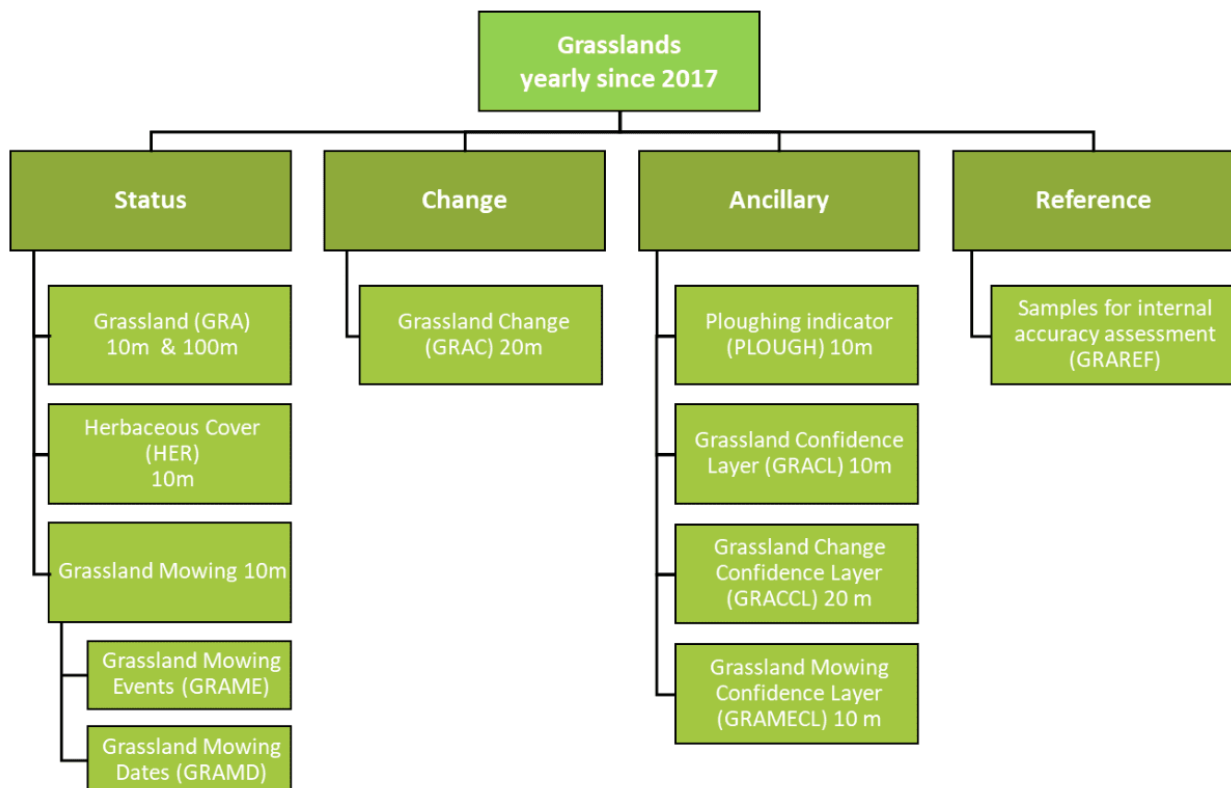 Grasslands
yearly since 2017
Status
Change
Ancillary
Reference
Grassland (GRA)
10m & 100m
Herbaceous Cover
(HER)
10m
Grassland Mowing 10m
Grassland Mowing
Events (GRAME)
Grassland Mowing
Dates (GRAMD)
Grassland Change
(GRAC) 20m
Ploughing indicator
(PLOUGH) 10m
Grassland Confidence
Layer (GRACL) 10m
Grassland Change
Confidence Layer
(GRACCL) 20 m
Grassland Mowing
Confidence Layer
(GRAMECL) 10 m
Samples for internal
accuracy assessment
(GRAREF)